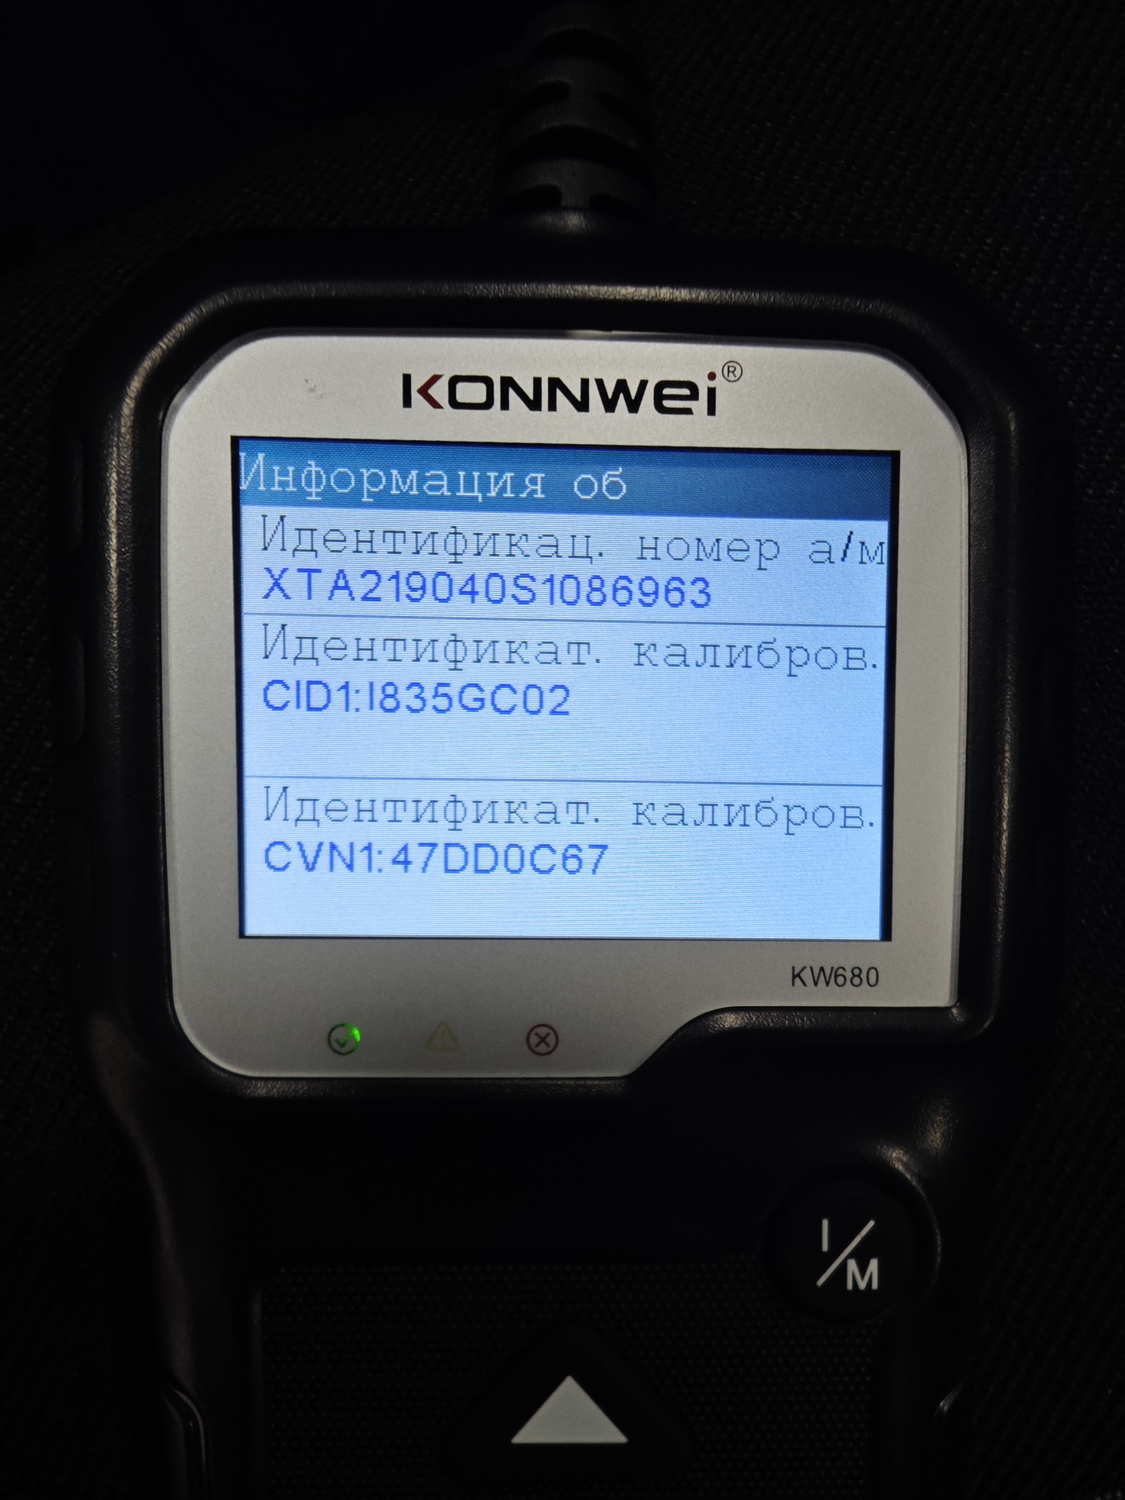 KONNWEI®
Информация об
Идентификац. номер а/м
XTA219040S1086963
Идентификат. калибров.
CID1:I835GC02
Идентификат. калибров.
CVN1:47DD0C67
KW680
I/M